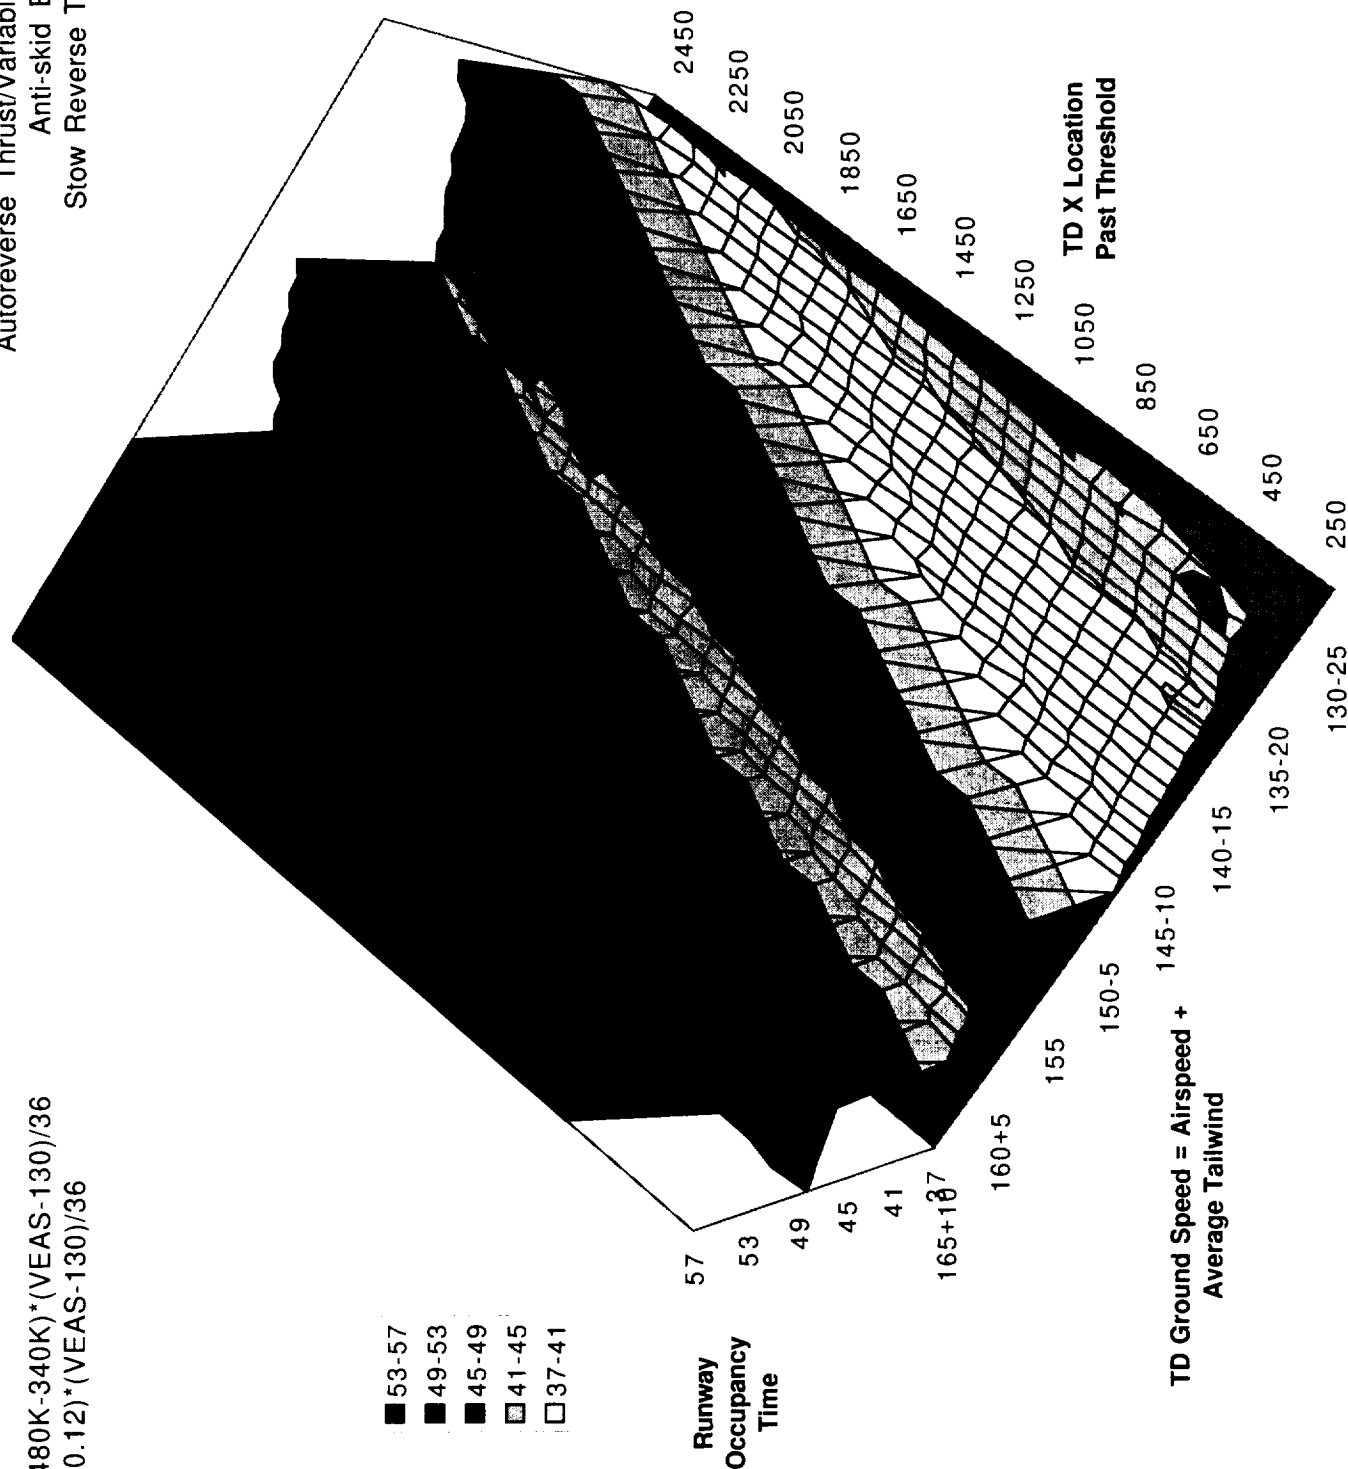 480K-340K)*(VEAS-130)/36
0.12)*(VEAS-130)/36
Autoreverse Thrust/Variabl
Anti-skid B
Stow Reverse T
53-57
49-53
45-49
41-45
37-41
Runway
Occupancy
Time
57
53
49
45
41
37
165+10
160+5
155
150-5
145-10
140-15
135-20
130-25
TD Ground Speed = Airspeed +
Average Tailwind
250
450
650
850
1050
1250
1450
1650
1850
2050
2250
2450
TD X Location
Past Threshold